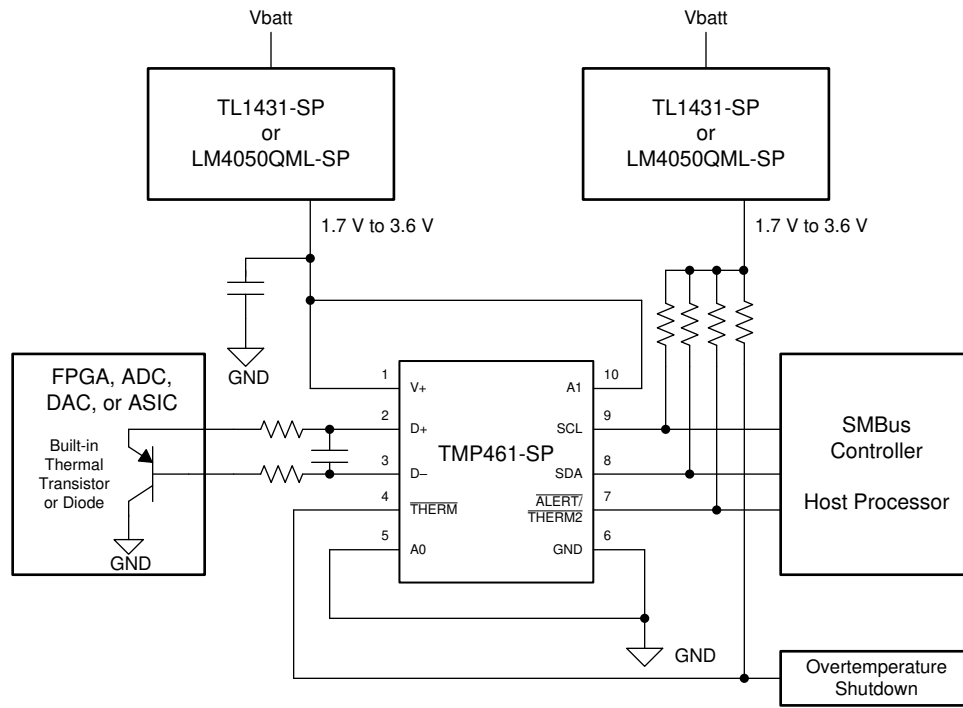 Vbatt
Vbatt
TL1431-SP
or
LM4050QML-SP
TL1431-SP
or
LM4050QML-SP
1.7 V to 3.6 V
1.7 V to 3.6 V
GND
FPGA, ADC,
DAC, or ASIC
Built-in
Thermal
Transistor
or Diode
GND
1
2
3
4
5
V+
D+
D−
THERM
A0
TMP461-SP
A1
SCL
SDA
ALERT/
THERM2
GND
10
9
8
7
6
SMBus
Controller
Host Processor
GND
Overtemperature
Shutdown